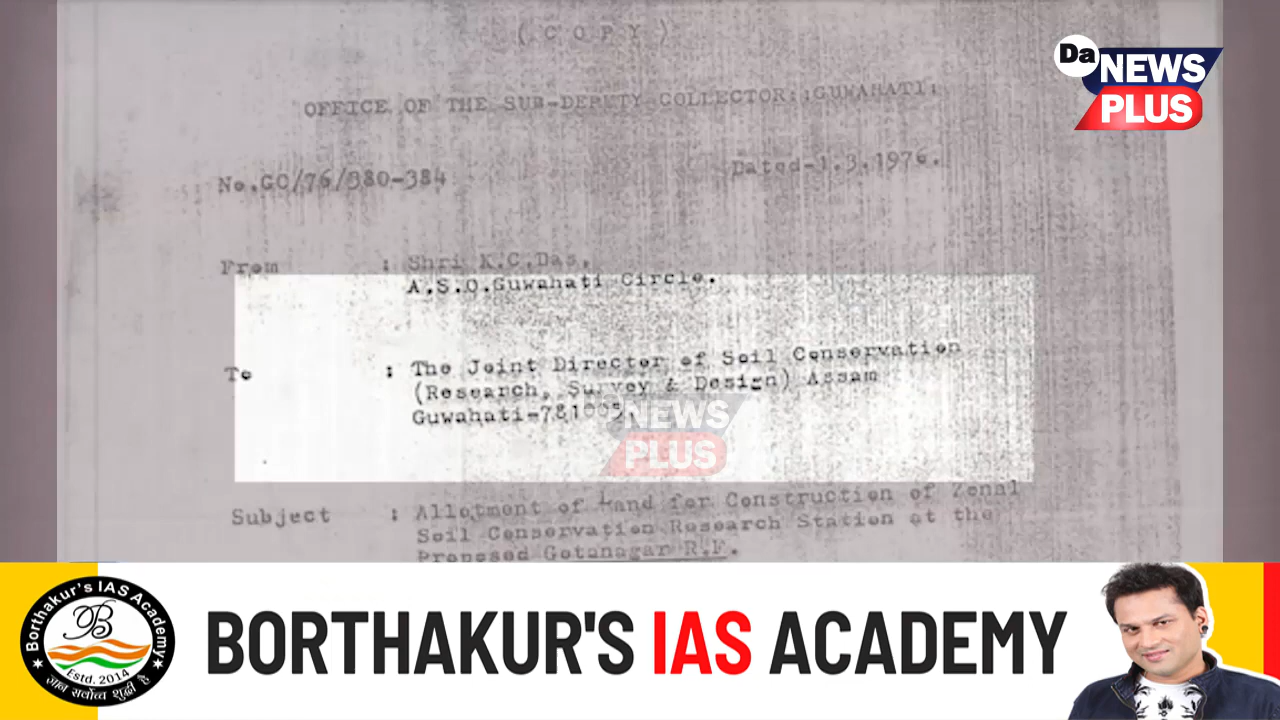 ( C O P Y )
OFFICE OF THE SUB-DEPUTY COLLECTOR::GUWAHATI:
No.GC/76/380-384
Dated-1.3.1976.
From : Shri K.C.Das,
A.S.O.Guwahati Circle.
To : The Joint Director of Soil Conservation
(Research, Survey & Design) Assam
Guwahati-781005.
Subject : Allotment of Land for Construction of Zonal
Soil Conservation Research Station at the
Proposed Gotanagar R.F.
Da NEWS
PLUS
NEWS
PLUS
Borthakur's IAS Academy
B
Estd. 2014
ज्ञान सर्वोच्च शुद्धी है
BORTHAKUR'S IAS ACADEMY